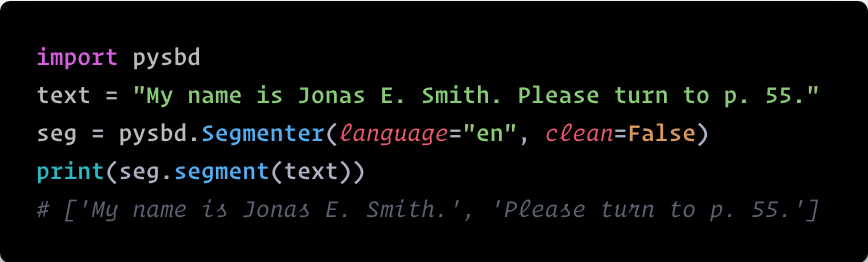 import pysbd
text = "My name is Jonas E. Smith. Please turn to p. 55."
seg = pysbd.Segmenter(language="en", clean=False)
print(seg.segment(text))
# ['My name is Jonas E. Smith.', 'Please turn to p. 55.']